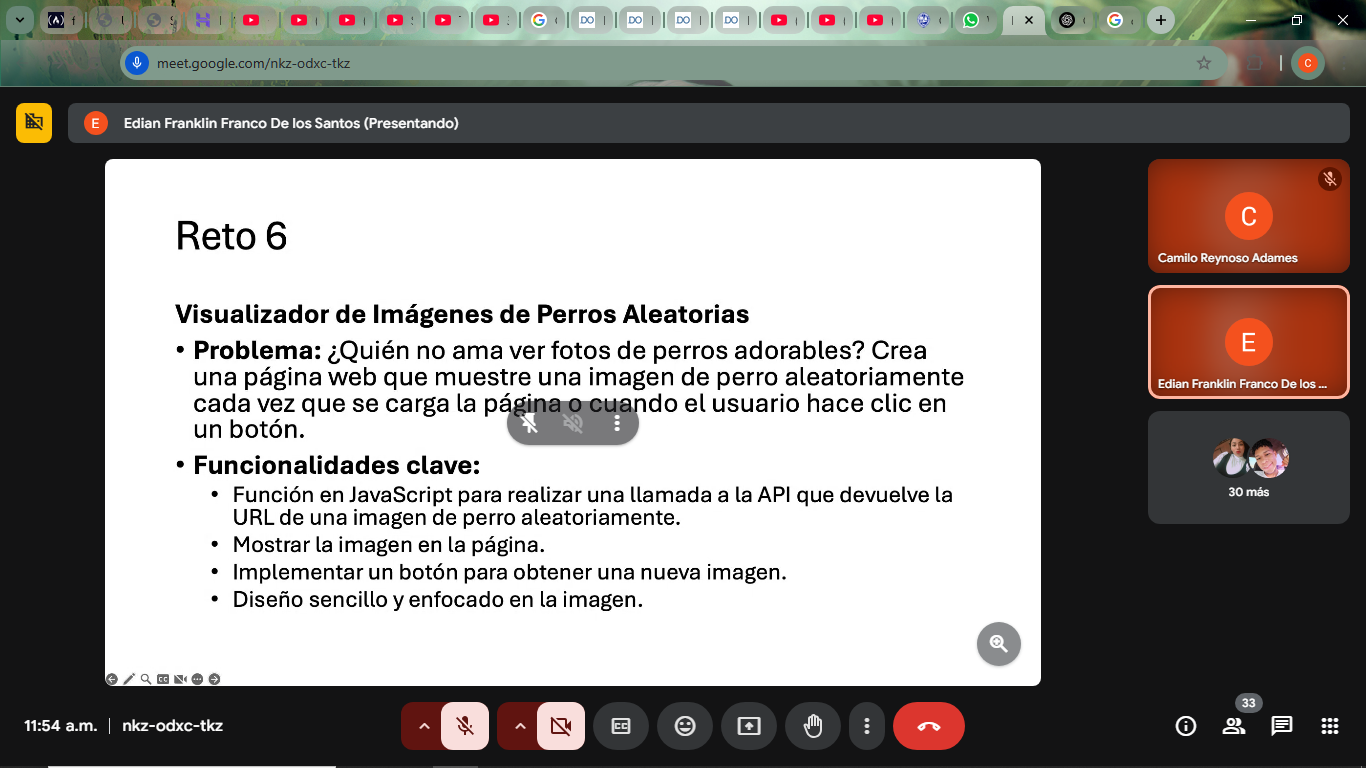 meet.google.com/nkz-odxc-tkz
C
E
Edian Franklin Franco De los Santos (Presentando)
Reto 6
Visualizador de Imágenes de Perros Aleatorias
• Problema: ¿Quién no ama ver fotos de perros adorables? Crea
una página web que muestre una imagen de perro aleatoriamente
cada vez que se carga la página o cuando el usuario hace clic en
un botón.
• Funcionalidades clave:
• Función en JavaScript para realizar una llamada a la API que devuelve la
URL de una imagen de perro aleatoriamente.
• Mostrar la imagen en la página.
• Implementar un botón para obtener una nueva imagen.
• Diseño sencillo y enfocado en la imagen.
C
Camilo Reynoso Adames
E
Edian Franklin Franco De los ...
30 más
11:54 a.m. | nkz-odxc-tkz
33